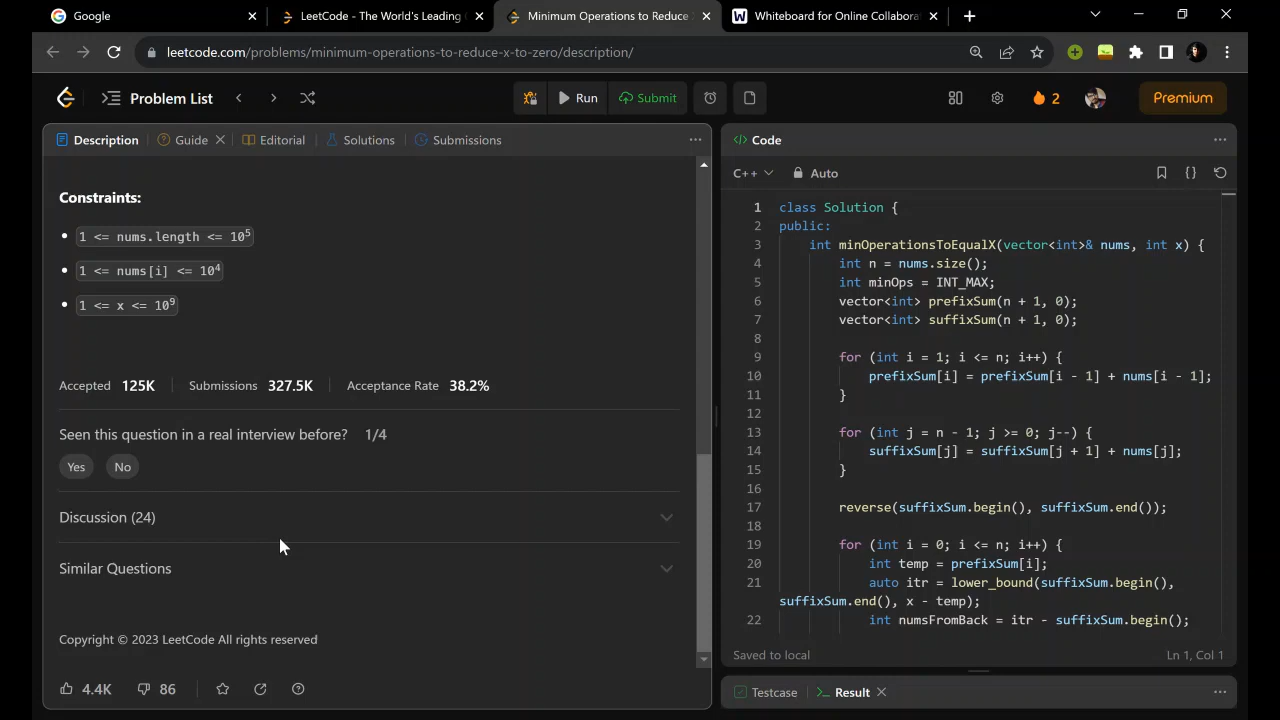 Google
LeetCode - The World's Leading
Minimum Operations to Reduce
Whiteboard for Online Collabora
leetcode.com/problems/minimum-operations-to-reduce-x-to-zero/description/
Problem List
Run
Submit
2
Premium
Description
Guide
Editorial
Solutions
Submissions
Constraints:
1 <= nums.length <= 10⁵
1 <= nums[i] <= 10⁴
1 <= x <= 10⁹
Accepted 125K Submissions 327.5K Acceptance Rate 38.2%
Seen this question in a real interview before? 1/4
Yes No
Discussion (24)
Similar Questions
Copyright © 2023 LeetCode All rights reserved
4.4K 86
Code
C++ Auto
1 class Solution {
2 public:
3 int minOperationsToEqualX(vector<int>& nums, int x) {
4 int n = nums.size();
5 int minOps = INT_MAX;
6 vector<int> prefixSum(n + 1, 0);
7 vector<int> suffixSum(n + 1, 0);
8
9 for (int i = 1; i <= n; i++) {
10 prefixSum[i] = prefixSum[i - 1] + nums[i - 1];
11 }
12
13 for (int j = n - 1; j >= 0; j--) {
14 suffixSum[j] = suffixSum[j + 1] + nums[j];
15 }
16
17 reverse(suffixSum.begin(), suffixSum.end());
18
19 for (int i = 0; i <= n; i++) {
20 int temp = prefixSum[i];
21 auto itr = lower_bound(suffixSum.begin(),
suffixSum.end(), x - temp);
22 int numsFromBack = itr - suffixSum.begin();
Saved to local
Ln 1, Col 1
Testcase
Result